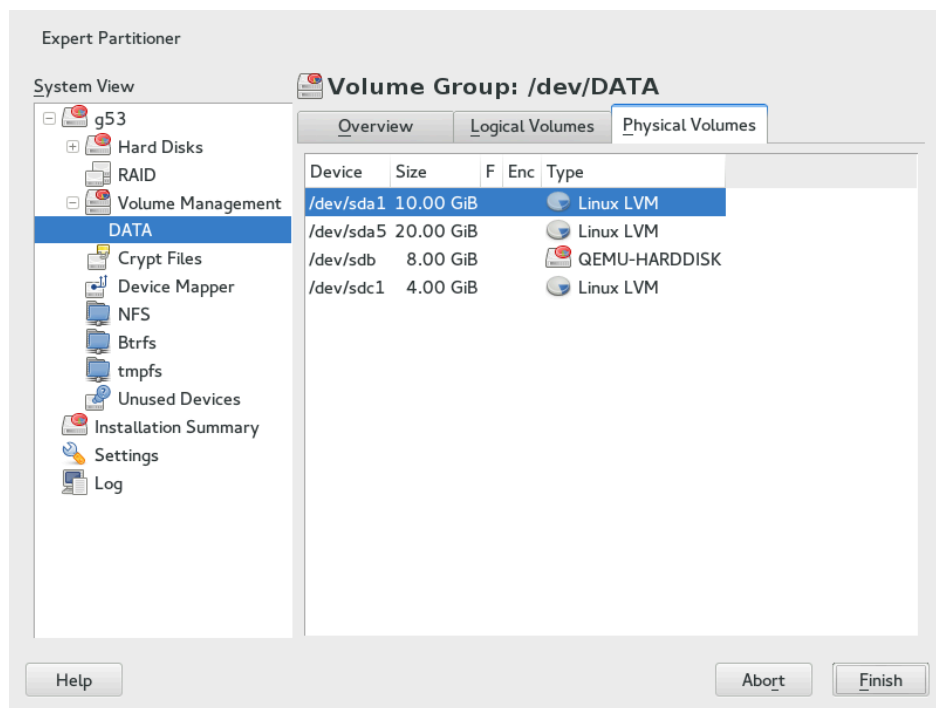 Expert Partitioner
System View
g53
Hard Disks
RAID
Volume Management
DATA
Crypt Files
Device Mapper
NFS
Btrfs
tmpfs
Unused Devices
Installation Summary
Settings
Log
Volume Group: /dev/DATA
Overview Logical Volumes Physical Volumes
Device Size F Enc Type
/dev/sda1 10.00 GiB Linux LVM
/dev/sda5 20.00 GiB Linux LVM
/dev/sdb 8.00 GiB QEMU-HARDDISK
/dev/sdc1 4.00 GiB Linux LVM
Help Abort Finish